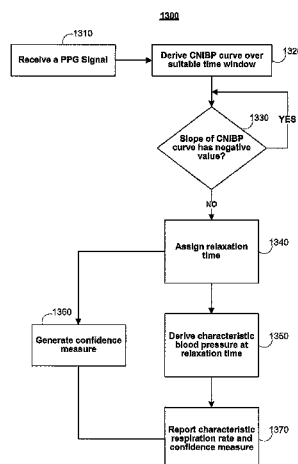 1300
1310
Receive a PPG Signal
1320
Derive CNIBP curve over
suitable time window
1330
YES
Slope of CNIBP
curve has negative
value?
NO
1340
Assign relaxation
time
1360
Generate confidence
measure
1350
Derive characteristic
blood pressure at
relaxation time
1370
Report characteristic
respiration rate and
confidence measure